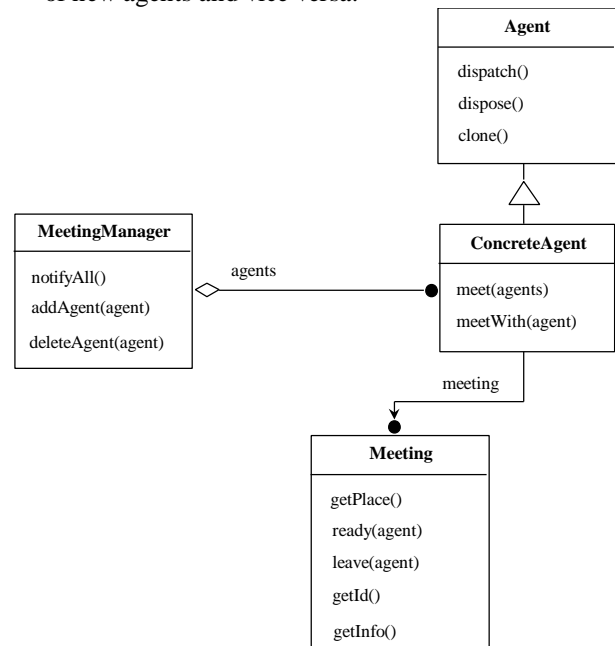 of new agents and vice versa.
Agent
dispatch()
dispose()
clone()
MeetingManager
notifyAll()
addAgent(agent)
deleteAgent(agent)
agents
ConcreteAgent
meet(agents)
meetWith(agent)
meeting
Meeting
getPlace()
ready(agent)
leave(agent)
getId()
getInfo()